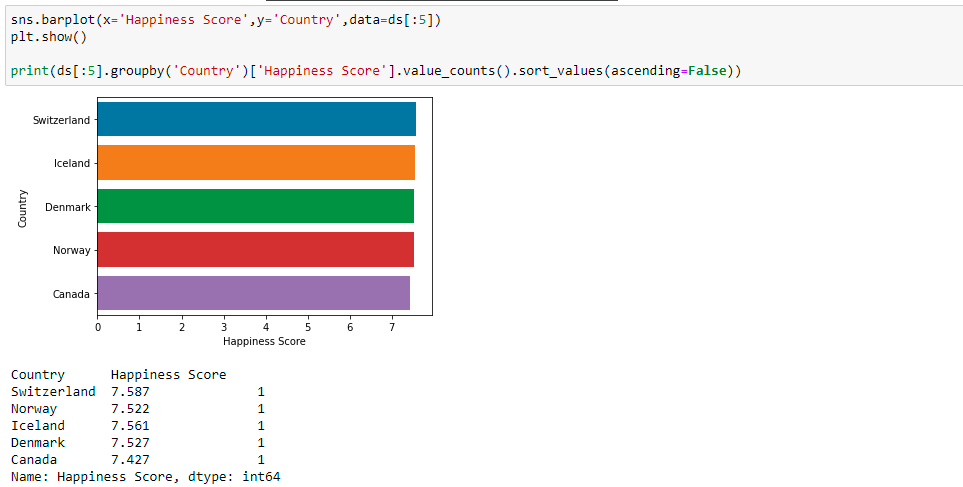 sns.barplot(x='Happiness Score',y='Country',data=ds[:5])
plt.show()
print(ds[:5].groupby('Country')['Happiness Score'].value_counts().sort_values(ascending=False))
Country
Switzerland
Iceland
Denmark
Norway
Canada
0 1 2 3 4 5 6 7
Happiness Score
Country Happiness Score
Switzerland 7.587 1
Norway 7.522 1
Iceland 7.561 1
Denmark 7.527 1
Canada 7.427 1
Name: Happiness Score, dtype: int64